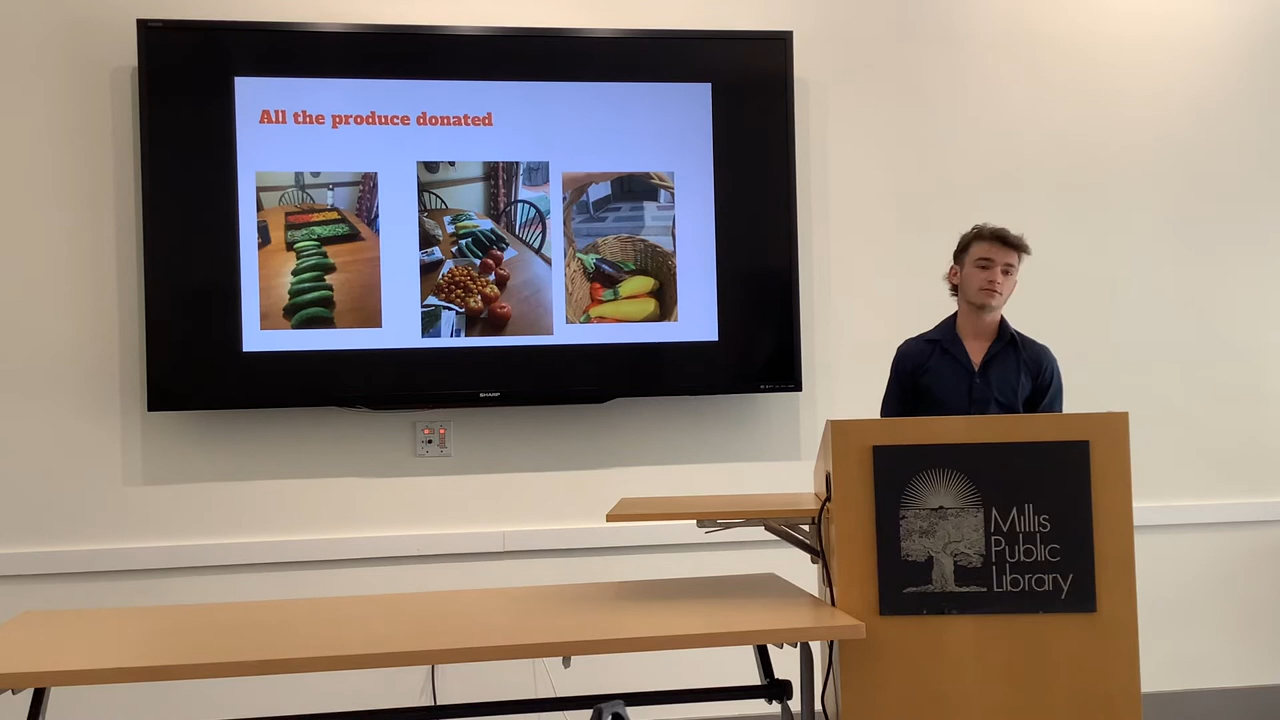 All the produce donated
SHARP
Millis
Public
Library